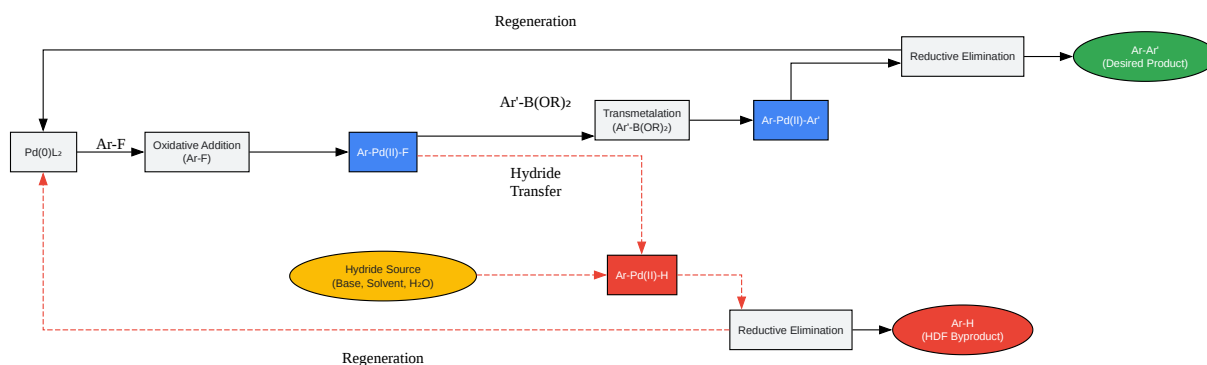 Regeneration
Reductive Elimination
Ar-Ar'
(Desired Product)
Ar'-B(OR)₂
Transmetalation
(Ar'-B(OR)₂)
Ar-Pd(II)-Ar'
Pd(0)L₂
Ar-F
Oxidative Addition
(Ar-F)
Ar-Pd(II)-F
Hydride
Transfer
Hydride Source
(Base, Solvent, H₂O)
Ar-Pd(II)-H
Reductive Elimination
Ar-H
(HDF Byproduct)
Regeneration